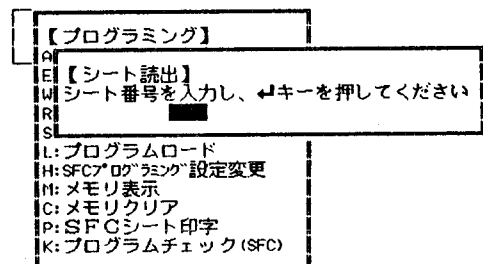 【プログラミング】
A
E
【シート読出】
W
シート番号を入力し、↵キーを押してください
R
S
L:プログラムロード
H:SFCﾌﾟﾛｸﾞﾗﾐﾝｸﾞ設定変更
M:メモリ表示
C:メモリクリア
P:SFCシート印字
K:プログラムチェック(SFC)